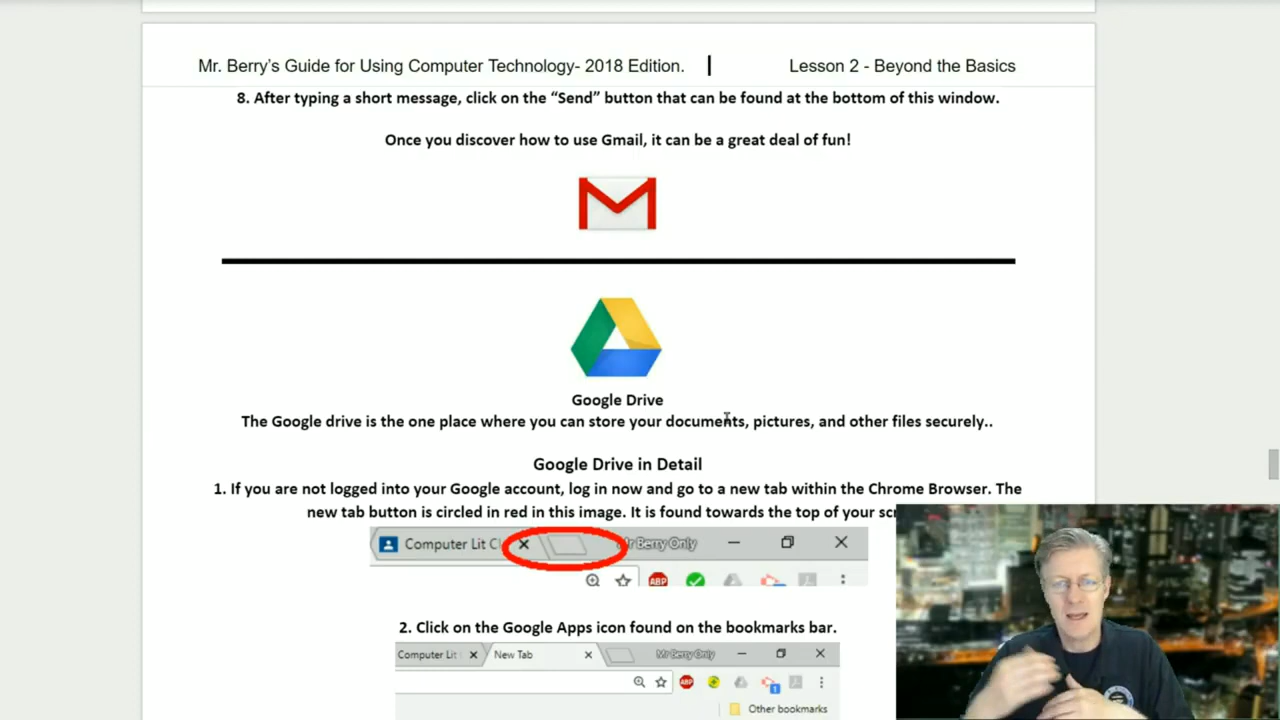 Mr. Berry's Guide for Using Computer Technology- 2018 Edition. | Lesson 2 - Beyond the Basics
8. After typing a short message, click on the “Send” button that can be found at the bottom of this window.
Once you discover how to use Gmail, it can be a great deal of fun!
Google Drive
The Google drive is the one place where you can store your documents, pictures, and other files securely..
Google Drive in Detail
1. If you are not logged into your Google account, log in now and go to a new tab within the Chrome Browser. The
new tab button is circled in red in this image. It is found towards the top of your
Computer Lit Mr Berry Only
ABP
2. Click on the Google Apps icon found on the bookmarks bar.
Computer Lit New Tab Mr Berry Only
ABP 1
Other bookmarks